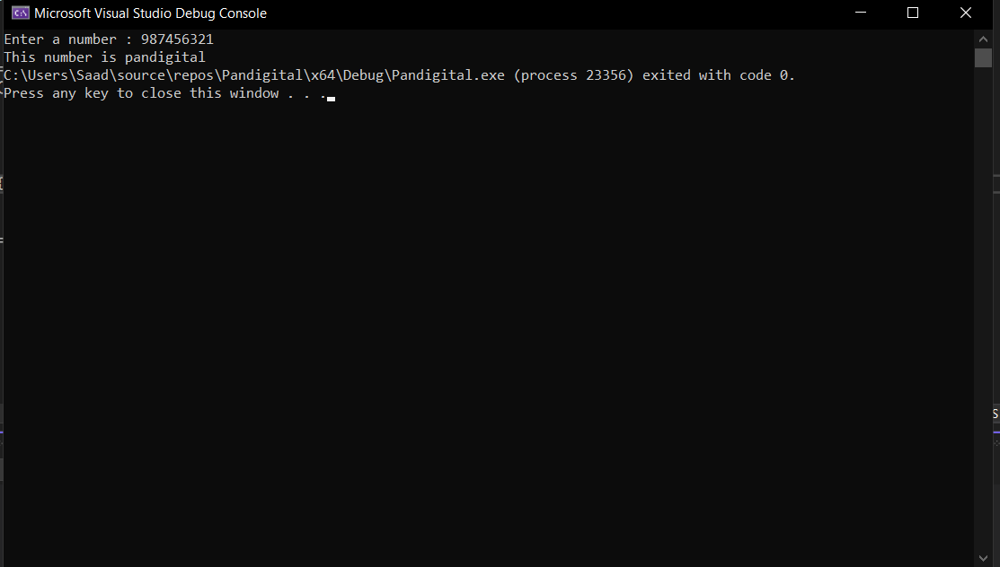 Microsoft Visual Studio Debug Console
Enter a number : 987456321
This number is pandigital
C:\Users\Saad\source\repos\Pandigital\x64\Debug\Pandigital.exe (process 23356) exited with code 0.
Press any key to close this window . . .